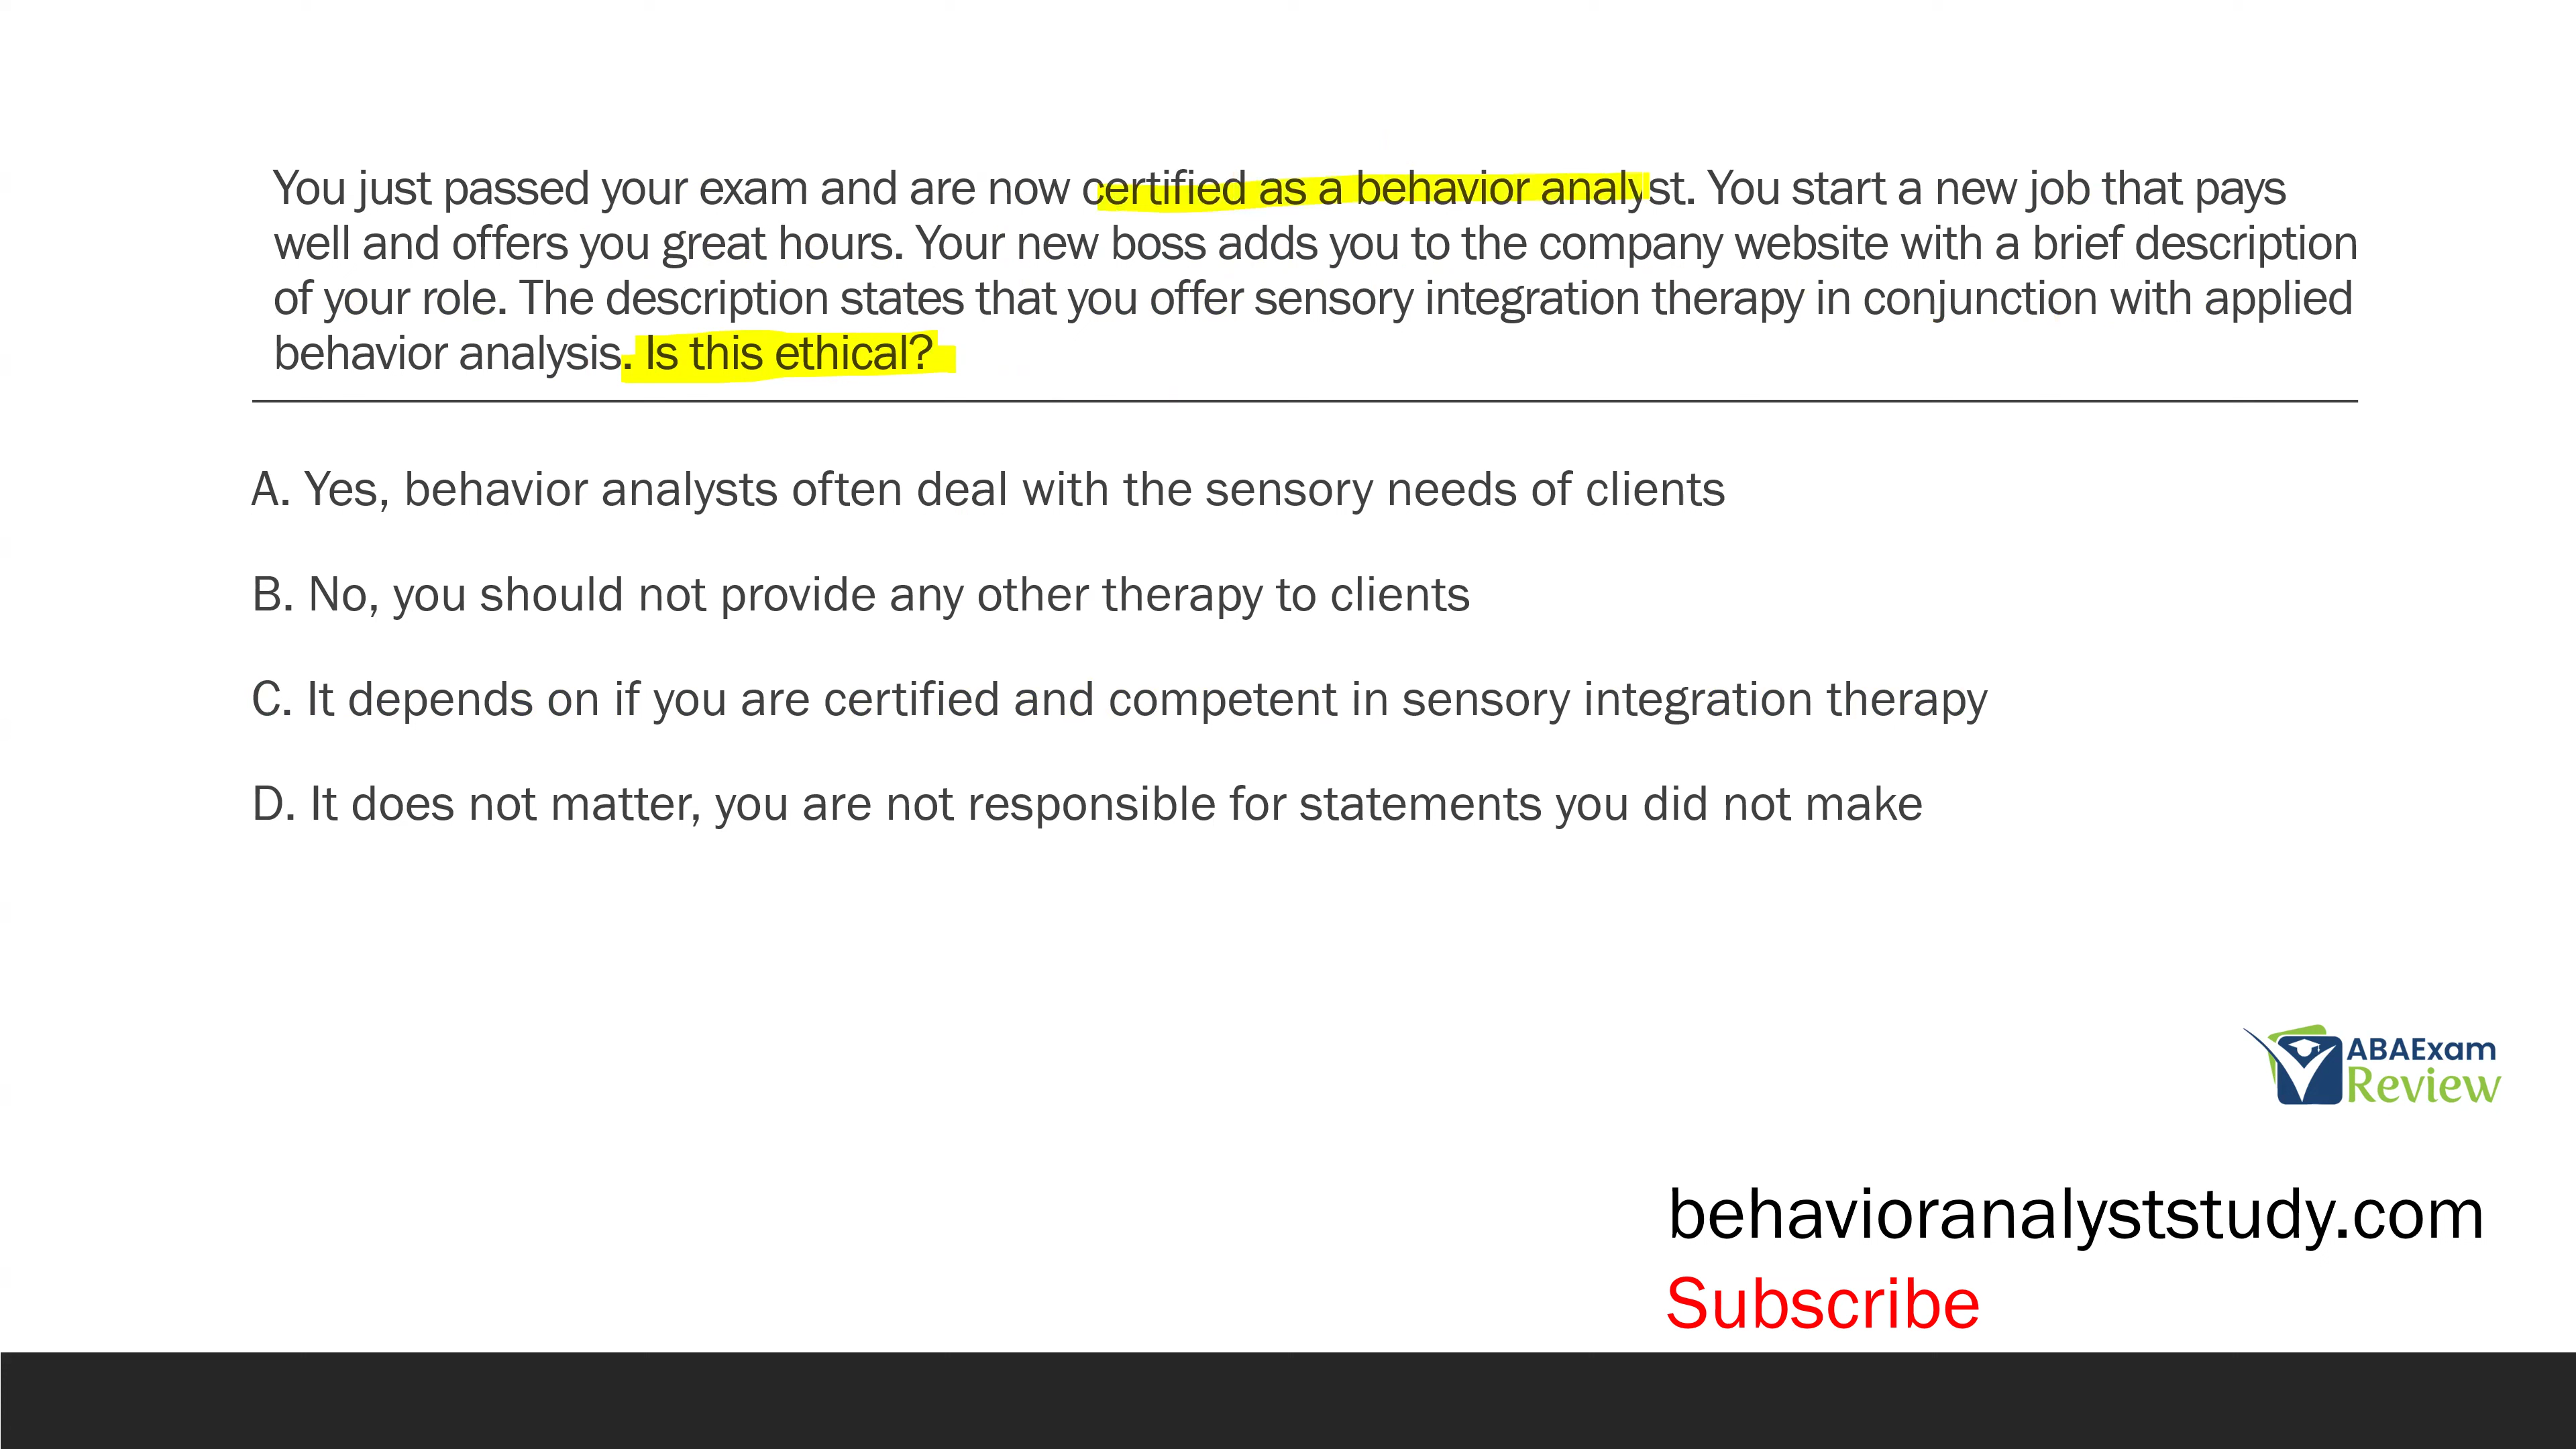 You just passed your exam and are now certified as a behavior analyst. You start a new job that pays
well and offers you great hours. Your new boss adds you to the company website with a brief description
of your role. The description states that you offer sensory integration therapy in conjunction with applied
behavior analysis. Is this ethical?
A. Yes, behavior analysts often deal with the sensory needs of clients
B. No, you should not provide any other therapy to clients
C. It depends on if you are certified and competent in sensory integration therapy
D. It does not matter, you are not responsible for statements you did not make
ABAExam
Review
behavioranalyststudy.com
Subscribe